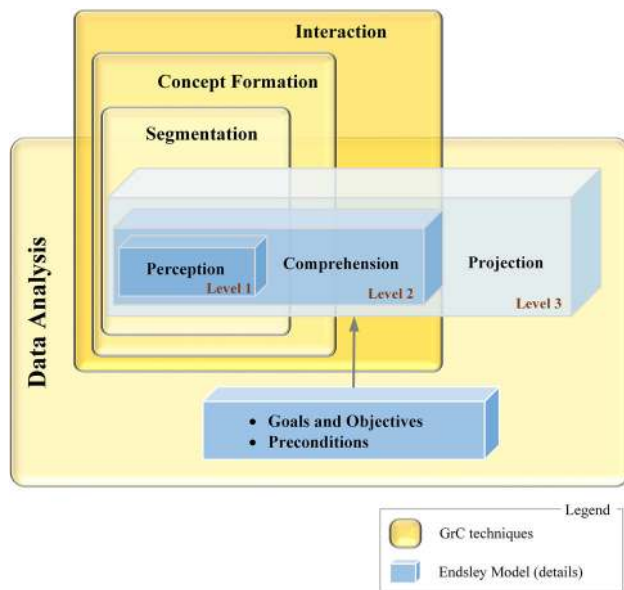 Interaction
Concept Formation
Segmentation
Data Analysis
Perception
Level 1
Comprehension
Level 2
Projection
Level 3
• Goals and Objectives
• Preconditions
Legend
GrC techniques
Endsley Model (details)